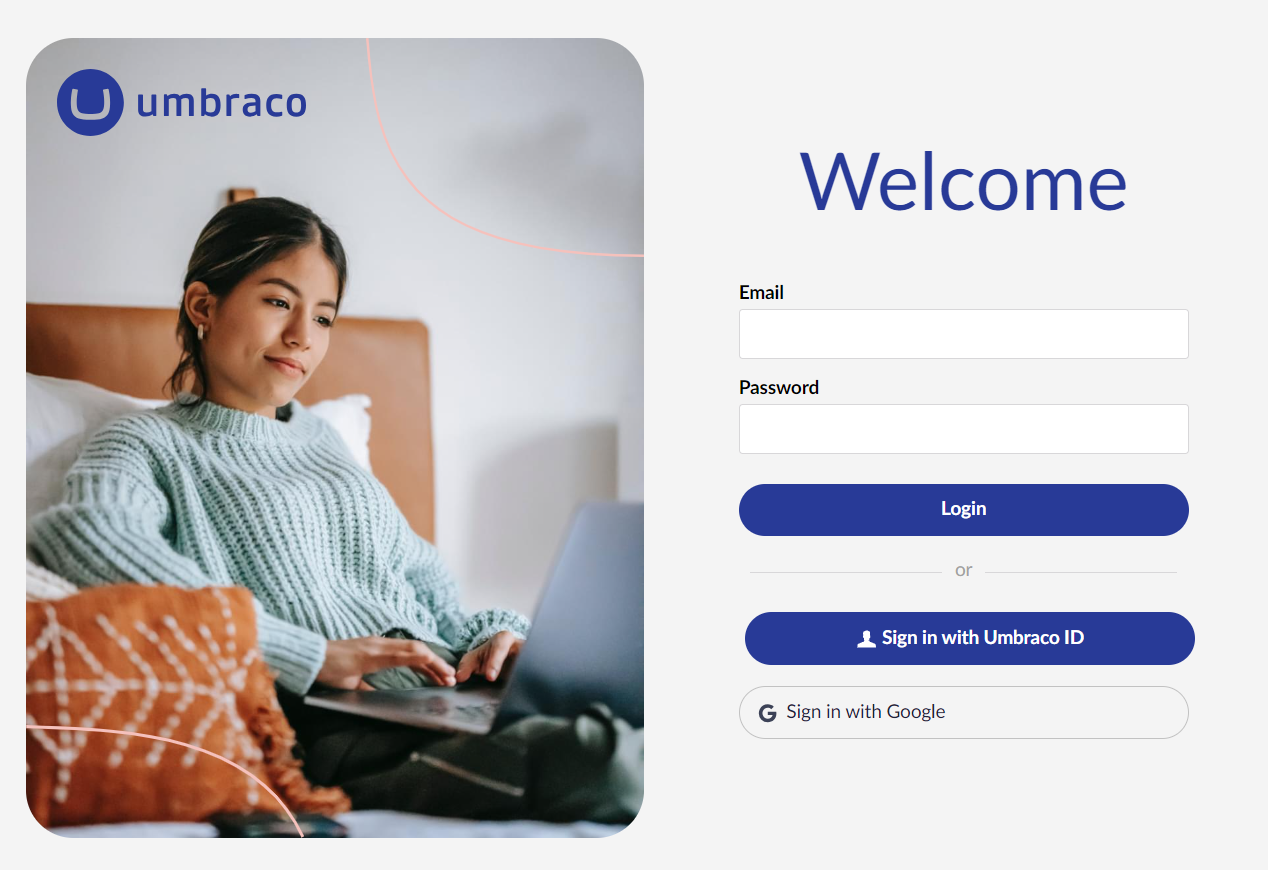 umbraco
Welcome
Email
Password
Login
or
Sign in with Umbraco ID
Sign in with Google